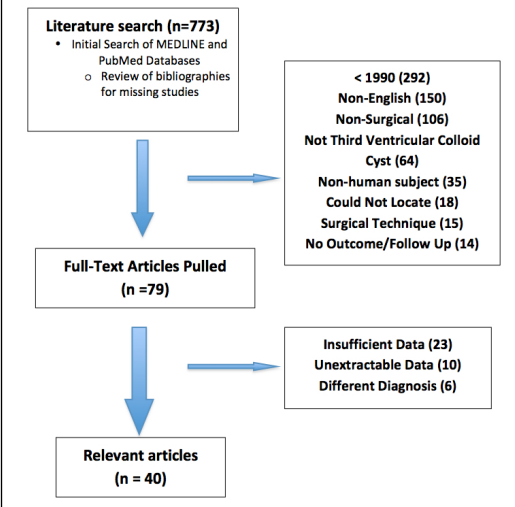 Literature search (n=773)
• Initial Search of MEDLINE and
PubMed Databases
o Review of bibliographies
for missing studies
< 1990 (292)
Non-English (150)
Non-Surgical (106)
Not Third Ventricular Colloid
Cyst (64)
Non-human subject (35)
Could Not Locate (18)
Surgical Technique (15)
No Outcome/Follow Up (14)
Full-Text Articles Pulled
(n =79)
Insufficient Data (23)
Unextractable Data (10)
Different Diagnosis (6)
Relevant articles
(n = 40)